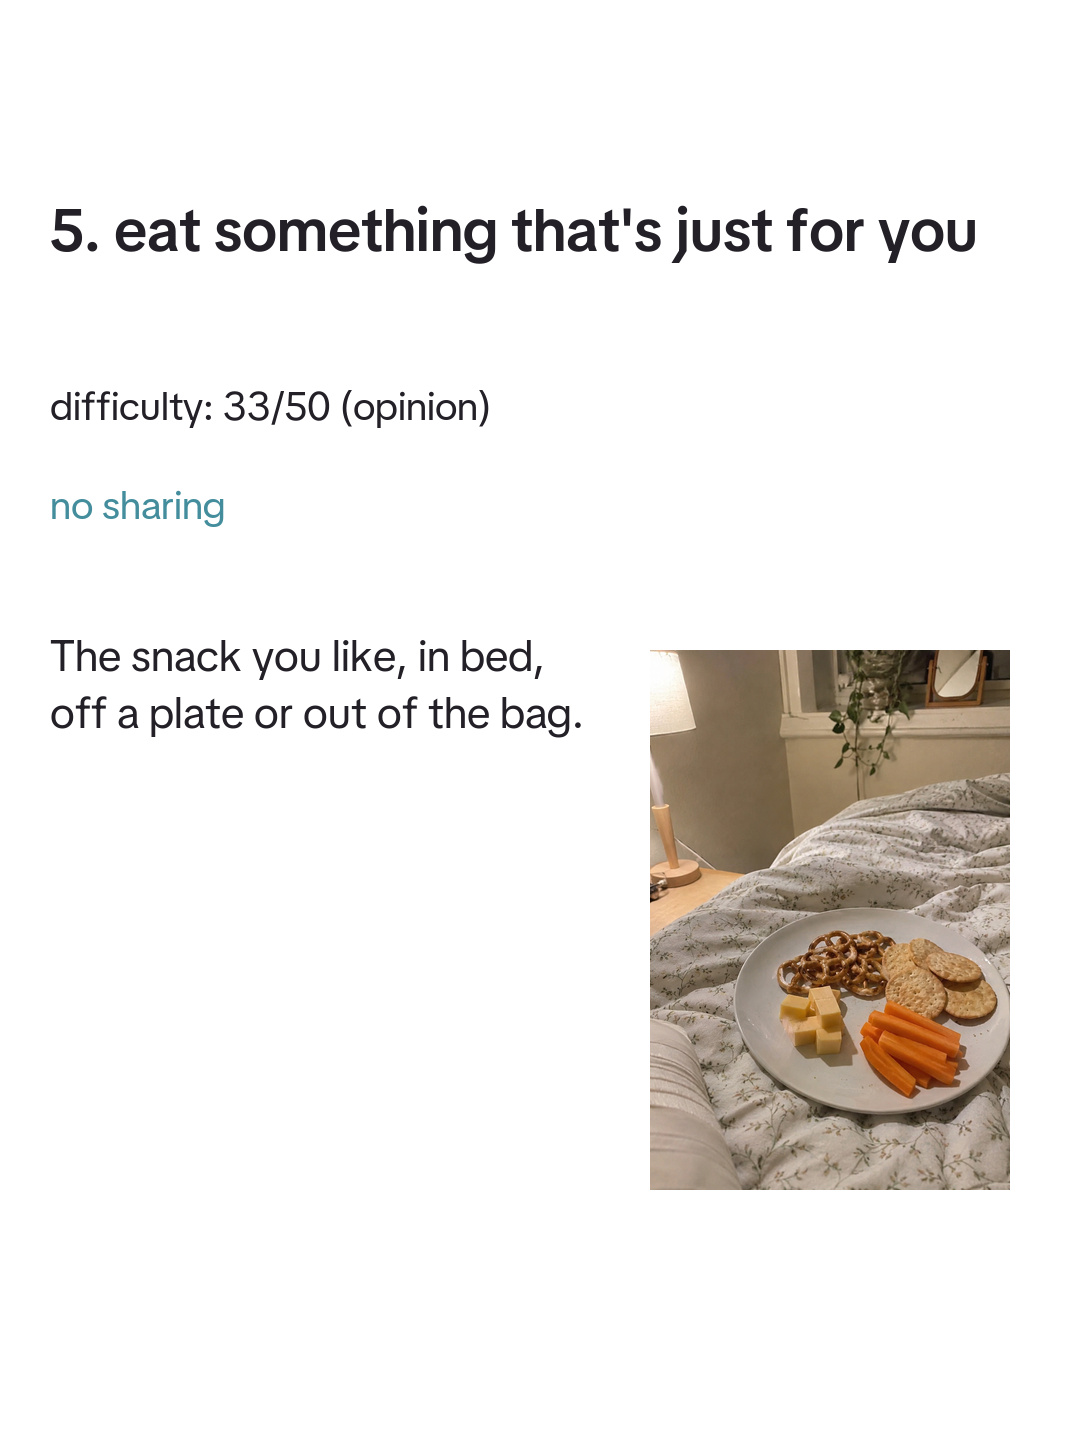 5. eat something that's just for you
difficulty: 33/50 (opinion)
no sharing
The snack you like, in bed,
off a plate or out of the bag.